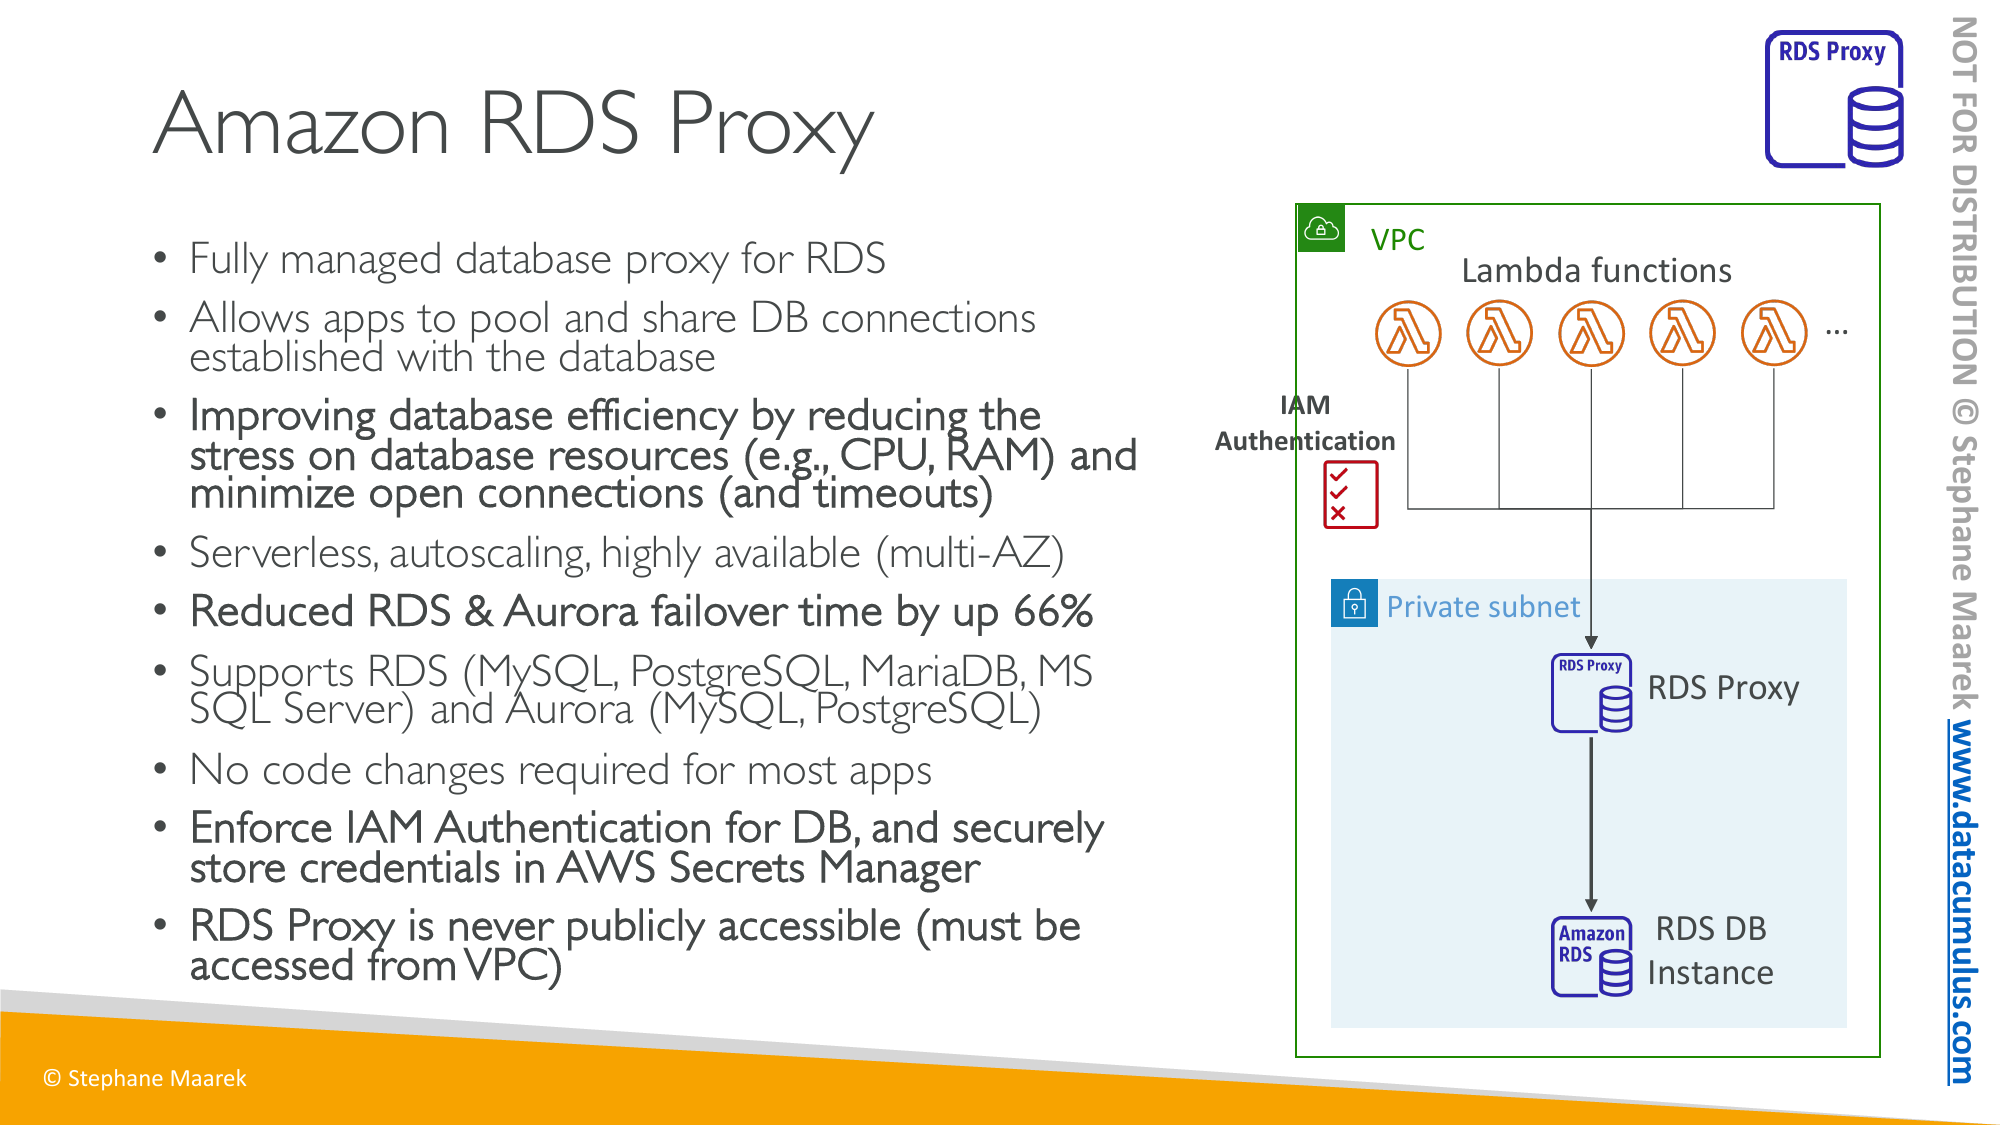 Amazon RDS Proxy
• Fully managed database proxy for RDS
• Allows apps to pool and share DB connections
established with the database
• Improving database efficiency by reducing the
stress on database resources (e.g., CPU, RAM) and
minimize open connections (and timeouts)
• Serverless, autoscaling, highly available (multi-AZ)
• Reduced RDS & Aurora failover time by up 66%
• Supports RDS (MySQL, PostgreSQL, MariaDB, MS
SQL Server) and Aurora (MySQL, PostgreSQL)
• No code changes required for most apps
• Enforce IAM Authentication for DB, and securely
store credentials in AWS Secrets Manager
• RDS Proxy is never publicly accessible (must be
accessed from VPC)
RDS Proxy
VPC
Lambda functions
...
IAM
Authentication
Private subnet
RDS Proxy
RDS Proxy
Amazon
RDS
RDS DB
Instance
© Stephane Maarek
NOT FOR DISTRIBUTION © Stephane Maarek www.datacumulus.com